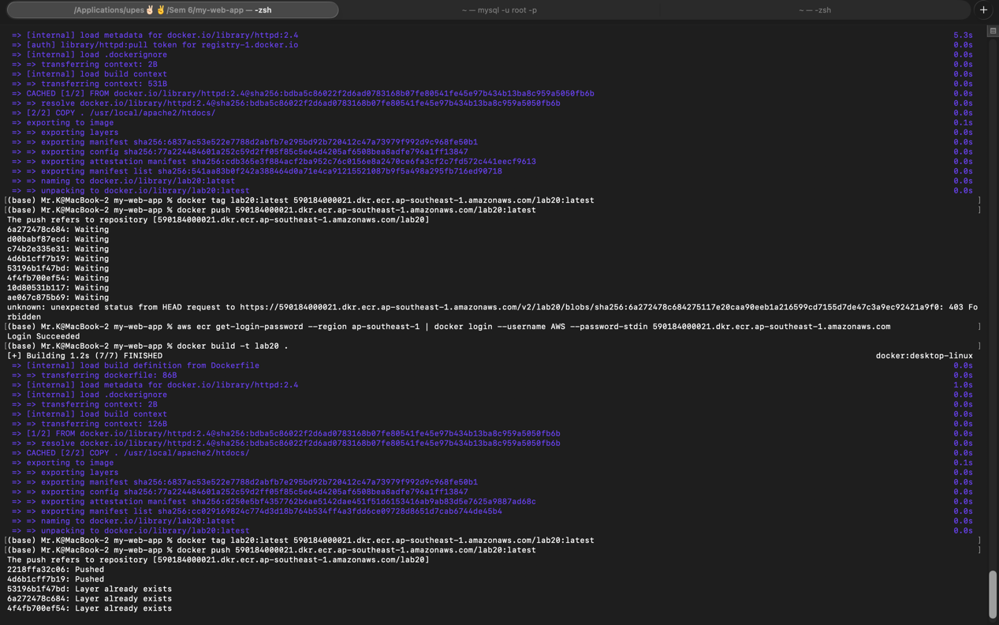 /Applications/upes✌🏻✌️/Sem 6/my-web-app — -zsh
~ — mysql -u root -p
~ — -zsh
+
=> [internal] load metadata for docker.io/library/httpd:2.4 5.3s
=> [auth] library/httpd:pull token for registry-1.docker.io 0.0s
=> [internal] load .dockerignore 0.0s
=> => transferring context: 2B 0.0s
=> [internal] load build context 0.0s
=> => transferring context: 531B 0.0s
=> CACHED [1/2] FROM docker.io/library/httpd:2.4@sha256:bdba5c86022f2d6ad0783168b07fe80541fe45e97b434b13ba8c959a5050fb6b 0.0s
=> => resolve docker.io/library/httpd:2.4@sha256:bdba5c86022f2d6ad0783168b07fe80541fe45e97b434b13ba8c959a5050fb6b 0.0s
=> [2/2] COPY . /usr/local/apache2/htdocs/ 0.0s
=> exporting to image 0.1s
=> => exporting layers 0.0s
=> => exporting manifest sha256:6837ac53e522e7788d2abfb7e295bd92b720412c47a73979f992d9c968fe50b1 0.0s
=> => exporting config sha256:77a224484601a252c59d2ff05f85c5e64d4205af6508bea8adfe796a1ff13847 0.0s
=> => exporting attestation manifest sha256:cdb365e3f884acf2ba952c76c0156e8a2470ce6fa3cf2c7fd572c441eecf9613 0.0s
=> => exporting manifest list sha256:541aa83b0f242a388464d0a71e4ca91215521087b9f5a498a295fb716ed90718 0.0s
=> => naming to docker.io/library/lab20:latest 0.0s
=> => unpacking to docker.io/library/lab20:latest 0.0s
[(base) Mr.K@MacBook-2 my-web-app % docker tag lab20:latest 590184000021.dkr.ecr.ap-southeast-1.amazonaws.com/lab20:latest ]
[(base) Mr.K@MacBook-2 my-web-app % docker push 590184000021.dkr.ecr.ap-southeast-1.amazonaws.com/lab20:latest ]
The push refers to repository [590184000021.dkr.ecr.ap-southeast-1.amazonaws.com/lab20]
6a272478c684: Waiting
d00babf87ecd: Waiting
c74b2e335e31: Waiting
4d6b1cff7b19: Waiting
53196b1f47bd: Waiting
4f4fb700ef54: Waiting
10d80531b117: Waiting
ae067c875b69: Waiting
unknown: unexpected status from HEAD request to https://590184000021.dkr.ecr.ap-southeast-1.amazonaws.com/v2/lab20/blobs/sha256:6a272478c684275117e20caa90eeb1a216599cd7155d7de47c3a9ec92421a9f0: 403 Fo
rbidden
[(base) Mr.K@MacBook-2 my-web-app % aws ecr get-login-password --region ap-southeast-1 | docker login --username AWS --password-stdin 590184000021.dkr.ecr.ap-southeast-1.amazonaws.com ]
Login Succeeded
[(base) Mr.K@MacBook-2 my-web-app % docker build -t lab20 . ]
[+] Building 1.2s (7/7) FINISHED docker:desktop-linux
=> [internal] load build definition from Dockerfile 0.0s
=> => transferring dockerfile: 86B 0.0s
=> [internal] load metadata for docker.io/library/httpd:2.4 1.0s
=> [internal] load .dockerignore 0.0s
=> => transferring context: 2B 0.0s
=> [internal] load build context 0.0s
=> => transferring context: 126B 0.0s
=> [1/2] FROM docker.io/library/httpd:2.4@sha256:bdba5c86022f2d6ad0783168b07fe80541fe45e97b434b13ba8c959a5050fb6b 0.0s
=> => resolve docker.io/library/httpd:2.4@sha256:bdba5c86022f2d6ad0783168b07fe80541fe45e97b434b13ba8c959a5050fb6b 0.0s
=> CACHED [2/2] COPY . /usr/local/apache2/htdocs/ 0.0s
=> exporting to image 0.1s
=> => exporting layers 0.0s
=> => exporting manifest sha256:6837ac53e522e7788d2abfb7e295bd92b720412c47a73979f992d9c968fe50b1 0.0s
=> => exporting config sha256:77a224484601a252c59d2ff05f85c5e64d4205af6508bea8adfe796a1ff13847 0.0s
=> => exporting attestation manifest sha256:d250e5bf4357762b6ae5142dae451f51d6153416ab9ab83d5e7625a9887ad68c 0.0s
=> => exporting manifest list sha256:cc029169824c774d3d18b764b534ff4a3fdd6ce09728d8651d7cab6744de45b4 0.0s
=> => naming to docker.io/library/lab20:latest 0.0s
=> => unpacking to docker.io/library/lab20:latest 0.0s
[(base) Mr.K@MacBook-2 my-web-app % docker tag lab20:latest 590184000021.dkr.ecr.ap-southeast-1.amazonaws.com/lab20:latest ]
[(base) Mr.K@MacBook-2 my-web-app % docker push 590184000021.dkr.ecr.ap-southeast-1.amazonaws.com/lab20:latest ]
The push refers to repository [590184000021.dkr.ecr.ap-southeast-1.amazonaws.com/lab20]
2218ffa32c06: Pushed
4d6b1cff7b19: Pushed
53196b1f47bd: Layer already exists
6a272478c684: Layer already exists
4f4fb700ef54: Layer already exists